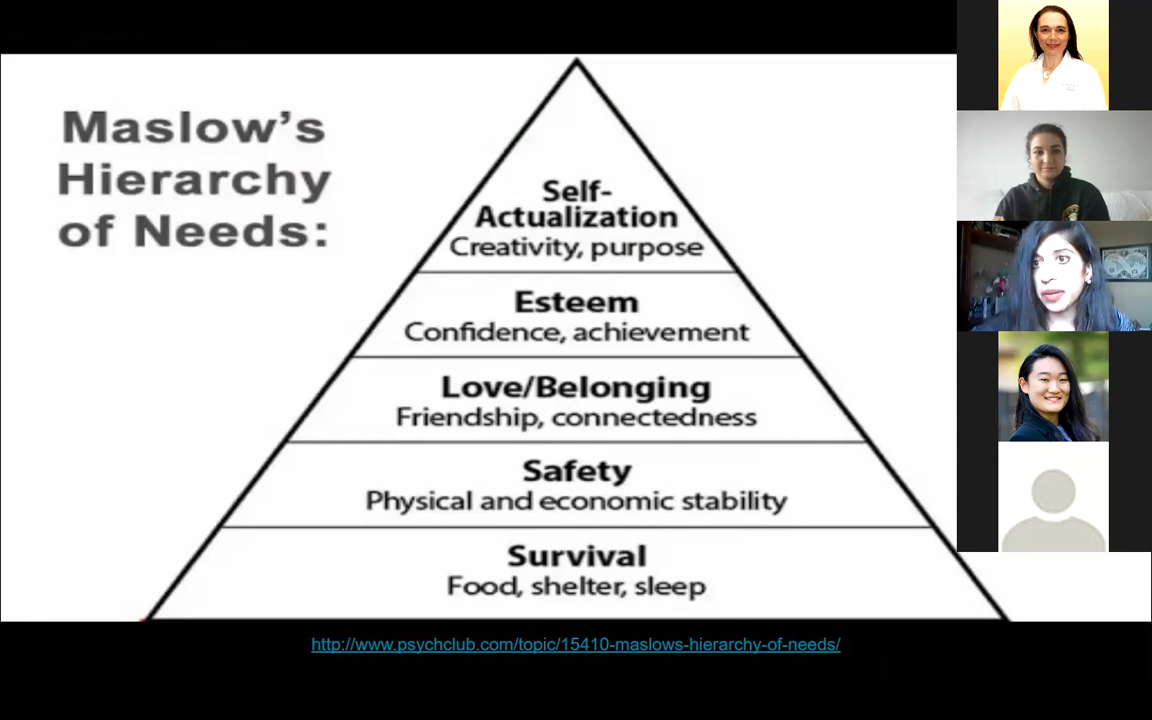 Maslow's
Hierarchy
of Needs:
Self-
Actualization
Creativity, purpose
Esteem
Confidence, achievement
Love/Belonging
Friendship, connectedness
Safety
Physical and economic stability
Survival
Food, shelter, sleep
http://www.psychclub.com/topic/15410-maslows-hierarchy-of-needs/